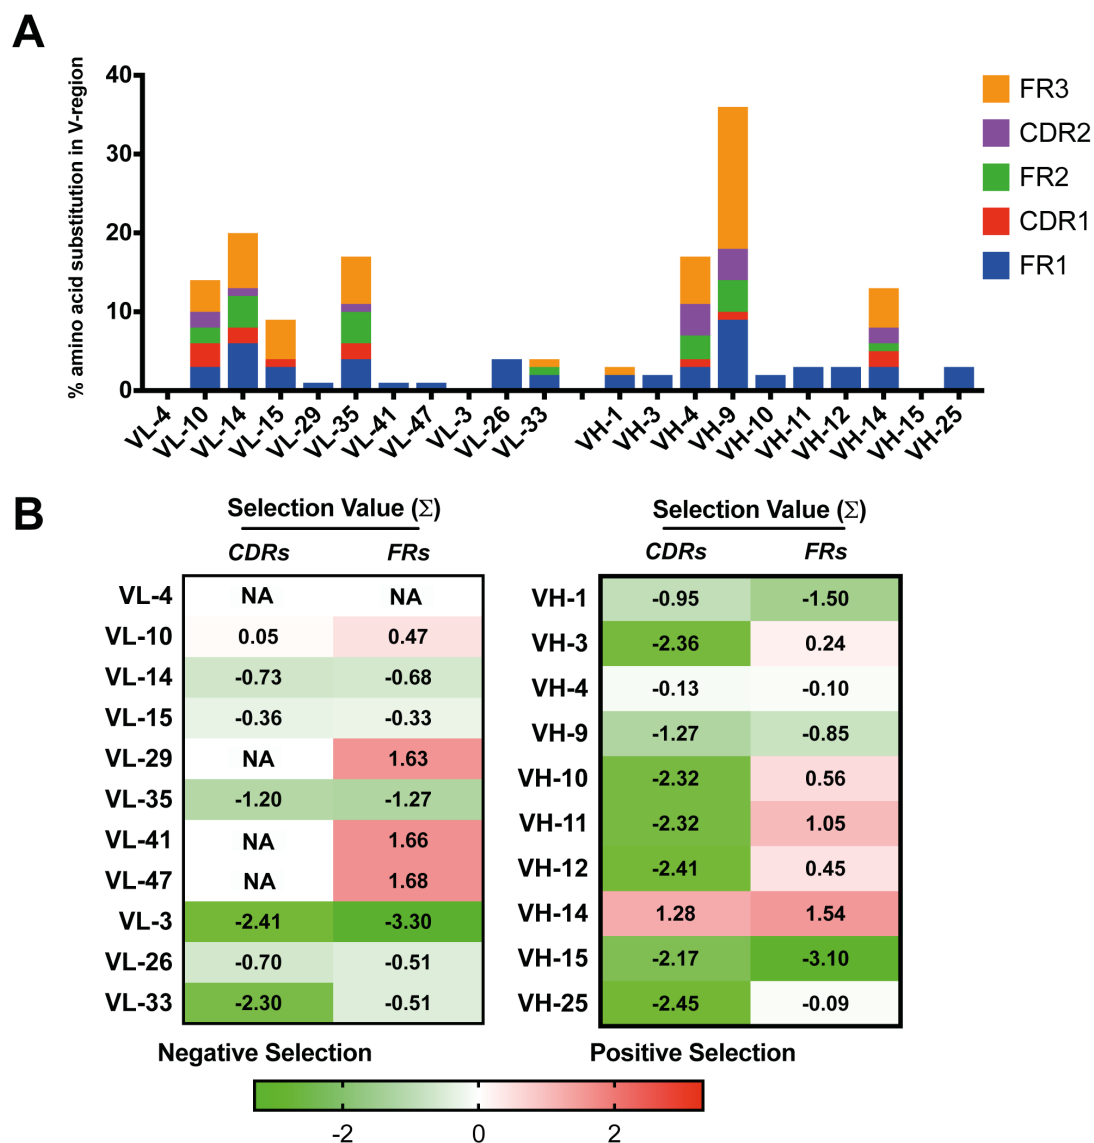 A
% amino acid substitution in V-region
40
30
20
10
0
VL-4
VL-10
VL-14
VL-15
VL-29
VL-35
VL-41
VL-47
VL-3
VL-26
VL-33
VH-1
VH-3
VH-4
VH-9
VH-10
VH-11
VH-12
VH-14
VH-15
VH-25
FR3
CDR2
FR2
CDR1
FR1
B
Selection Value (Σ)
CDRs FRs
VL-4 NA NA
VL-10 0.05 0.47
VL-14 -0.73 -0.68
VL-15 -0.36 -0.33
VL-29 NA 1.63
VL-35 -1.20 -1.27
VL-41 NA 1.66
VL-47 NA 1.68
VL-3 -2.41 -3.30
VL-26 -0.70 -0.51
VL-33 -2.30 -0.51
Selection Value (Σ)
CDRs FRs
VH-1 -0.95 -1.50
VH-3 -2.36 0.24
VH-4 -0.13 -0.10
VH-9 -1.27 -0.85
VH-10 -2.32 0.56
VH-11 -2.32 1.05
VH-12 -2.41 0.45
VH-14 1.28 1.54
VH-15 -2.17 -3.10
VH-25 -2.45 -0.09
Negative Selection Positive Selection
-2 0 2